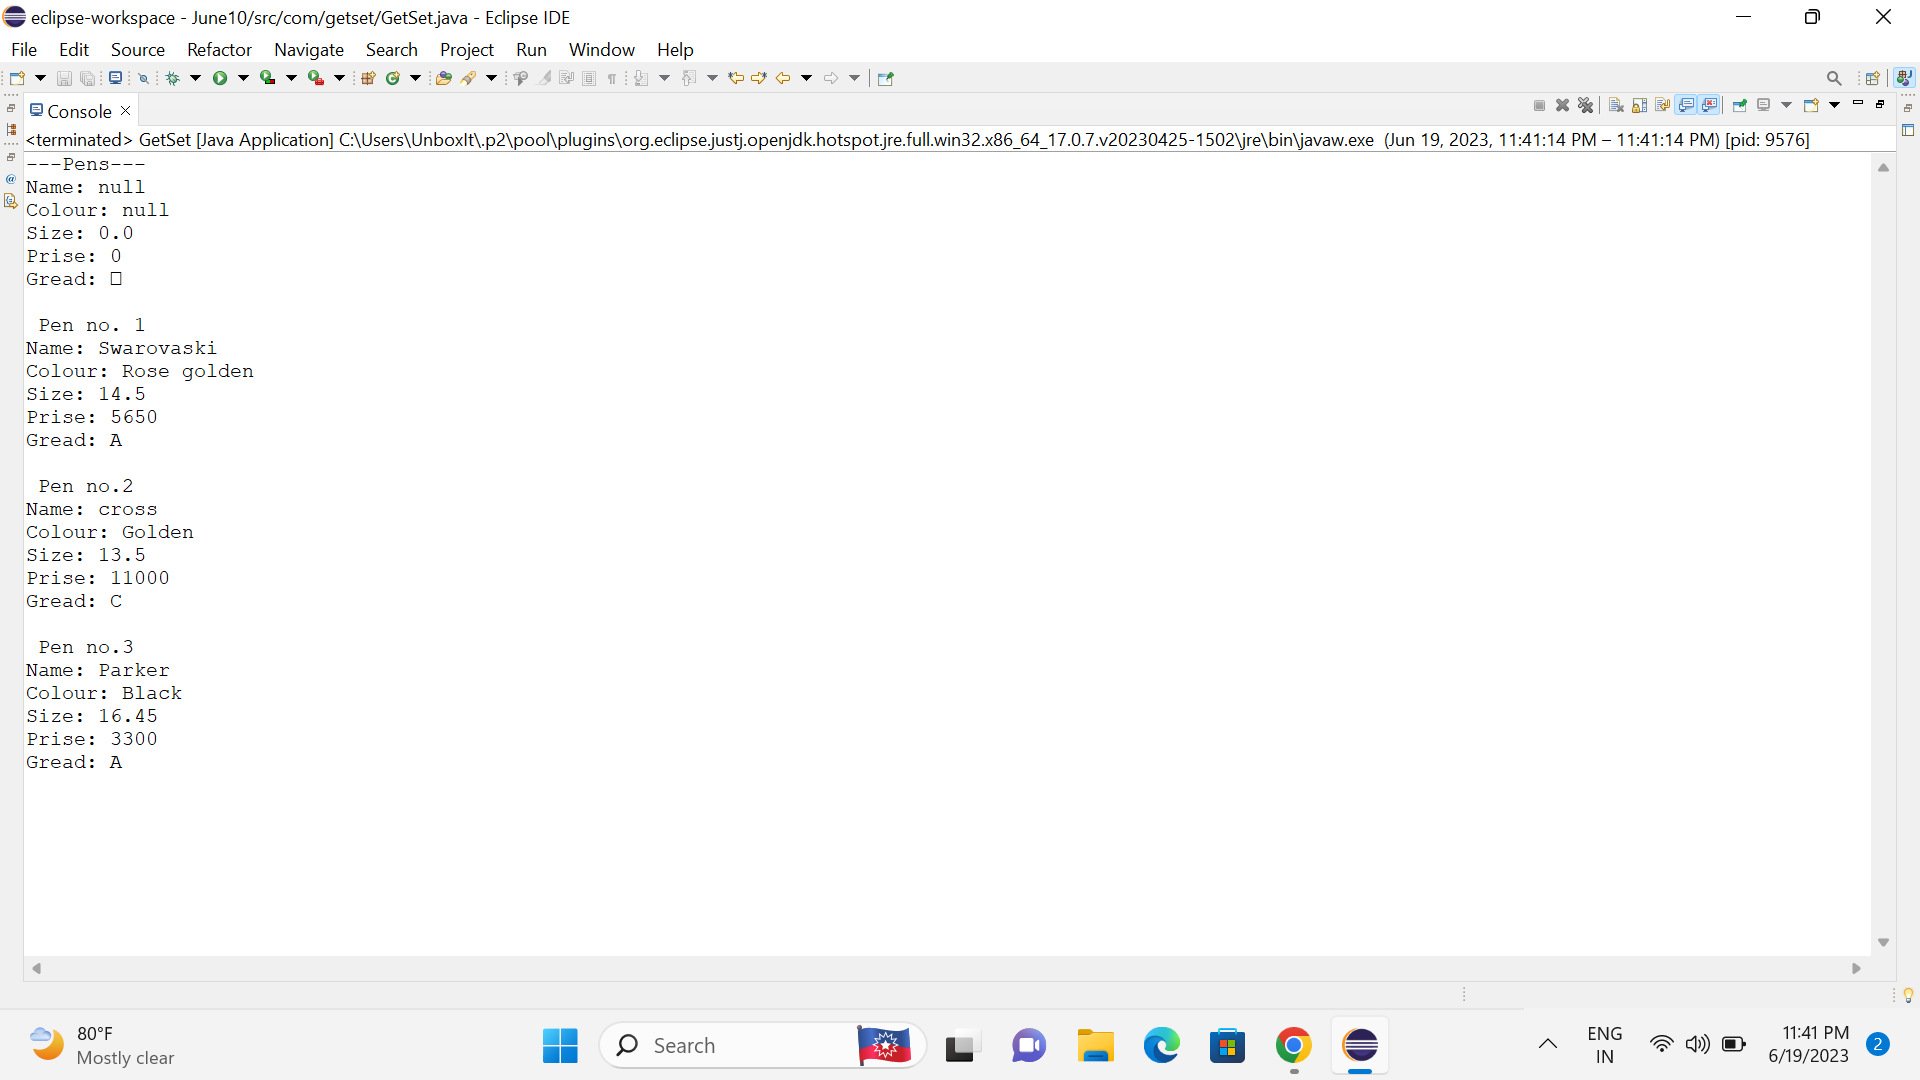 eclipse-workspace - June10/src/com/getset/GetSet.java - Eclipse IDE
File Edit Source Refactor Navigate Search Project Run Window Help
Console
<terminated> GetSet [Java Application] C:\Users\UnboxIt\.p2\pool\plugins\org.eclipse.justj.openjdk.hotspot.jre.full.win32.x86_64_17.0.7.v20230425-1502\jre\bin\javaw.exe (Jun 19, 2023, 11:41:14 PM – 11:41:14 PM) [pid: 9576]
---Pens---
Name: null
Colour: null
Size: 0.0
Prise: 0
Gread: □
Pen no. 1
Name: Swarovaski
Colour: Rose golden
Size: 14.5
Prise: 5650
Gread: A
Pen no.2
Name: cross
Colour: Golden
Size: 13.5
Prise: 11000
Gread: C
Pen no.3
Name: Parker
Colour: Black
Size: 16.45
Prise: 3300
Gread: A
80°F
Mostly clear
Search
ENG
IN
11:41 PM
6/19/2023
2